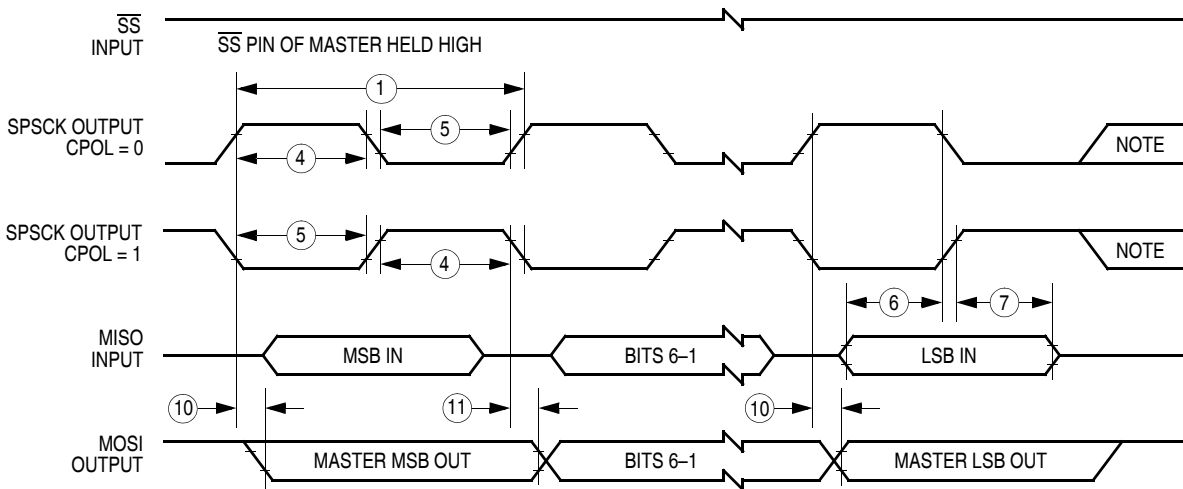 SS
INPUT
SS PIN OF MASTER HELD HIGH
1
SPSCK OUTPUT
CPOL = 0
5
4
NOTE
SPSCK OUTPUT
CPOL = 1
5
4
NOTE
6
7
MISO
INPUT
MSB IN
BITS 6–1
LSB IN
10
11
10
MOSI
OUTPUT
MASTER MSB OUT
BITS 6–1
MASTER LSB OUT